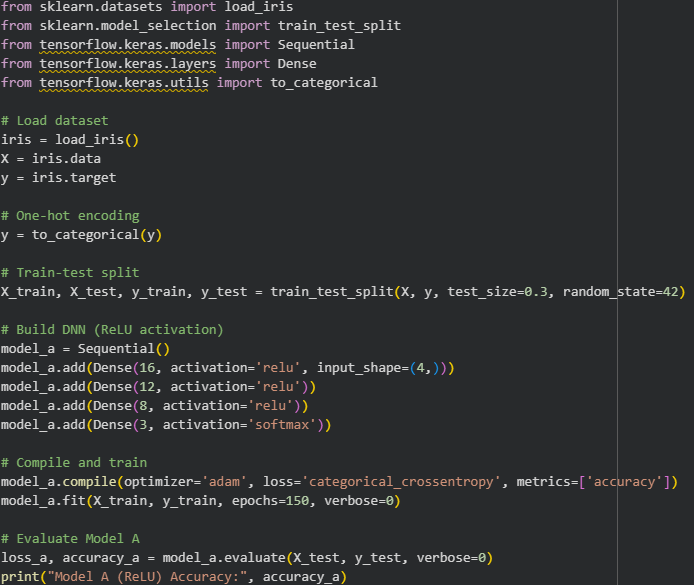 from sklearn.datasets import load_iris
from sklearn.model_selection import train_test_split
from tensorflow.keras.models import Sequential
from tensorflow.keras.layers import Dense
from tensorflow.keras.utils import to_categorical
# Load dataset
iris = load_iris()
X = iris.data
y = iris.target
# One-hot encoding
y = to_categorical(y)
# Train-test split
X_train, X_test, y_train, y_test = train_test_split(X, y, test_size=0.3, random_state=42)
# Build DNN (ReLU activation)
model_a = Sequential()
model_a.add(Dense(16, activation='relu', input_shape=(4,)))
model_a.add(Dense(12, activation='relu'))
model_a.add(Dense(8, activation='relu'))
model_a.add(Dense(3, activation='softmax'))
# Compile and train
model_a.compile(optimizer='adam', loss='categorical_crossentropy', metrics=['accuracy'])
model_a.fit(X_train, y_train, epochs=150, verbose=0)
# Evaluate Model A
loss_a, accuracy_a = model_a.evaluate(X_test, y_test, verbose=0)
print("Model A (ReLU) Accuracy:", accuracy_a)